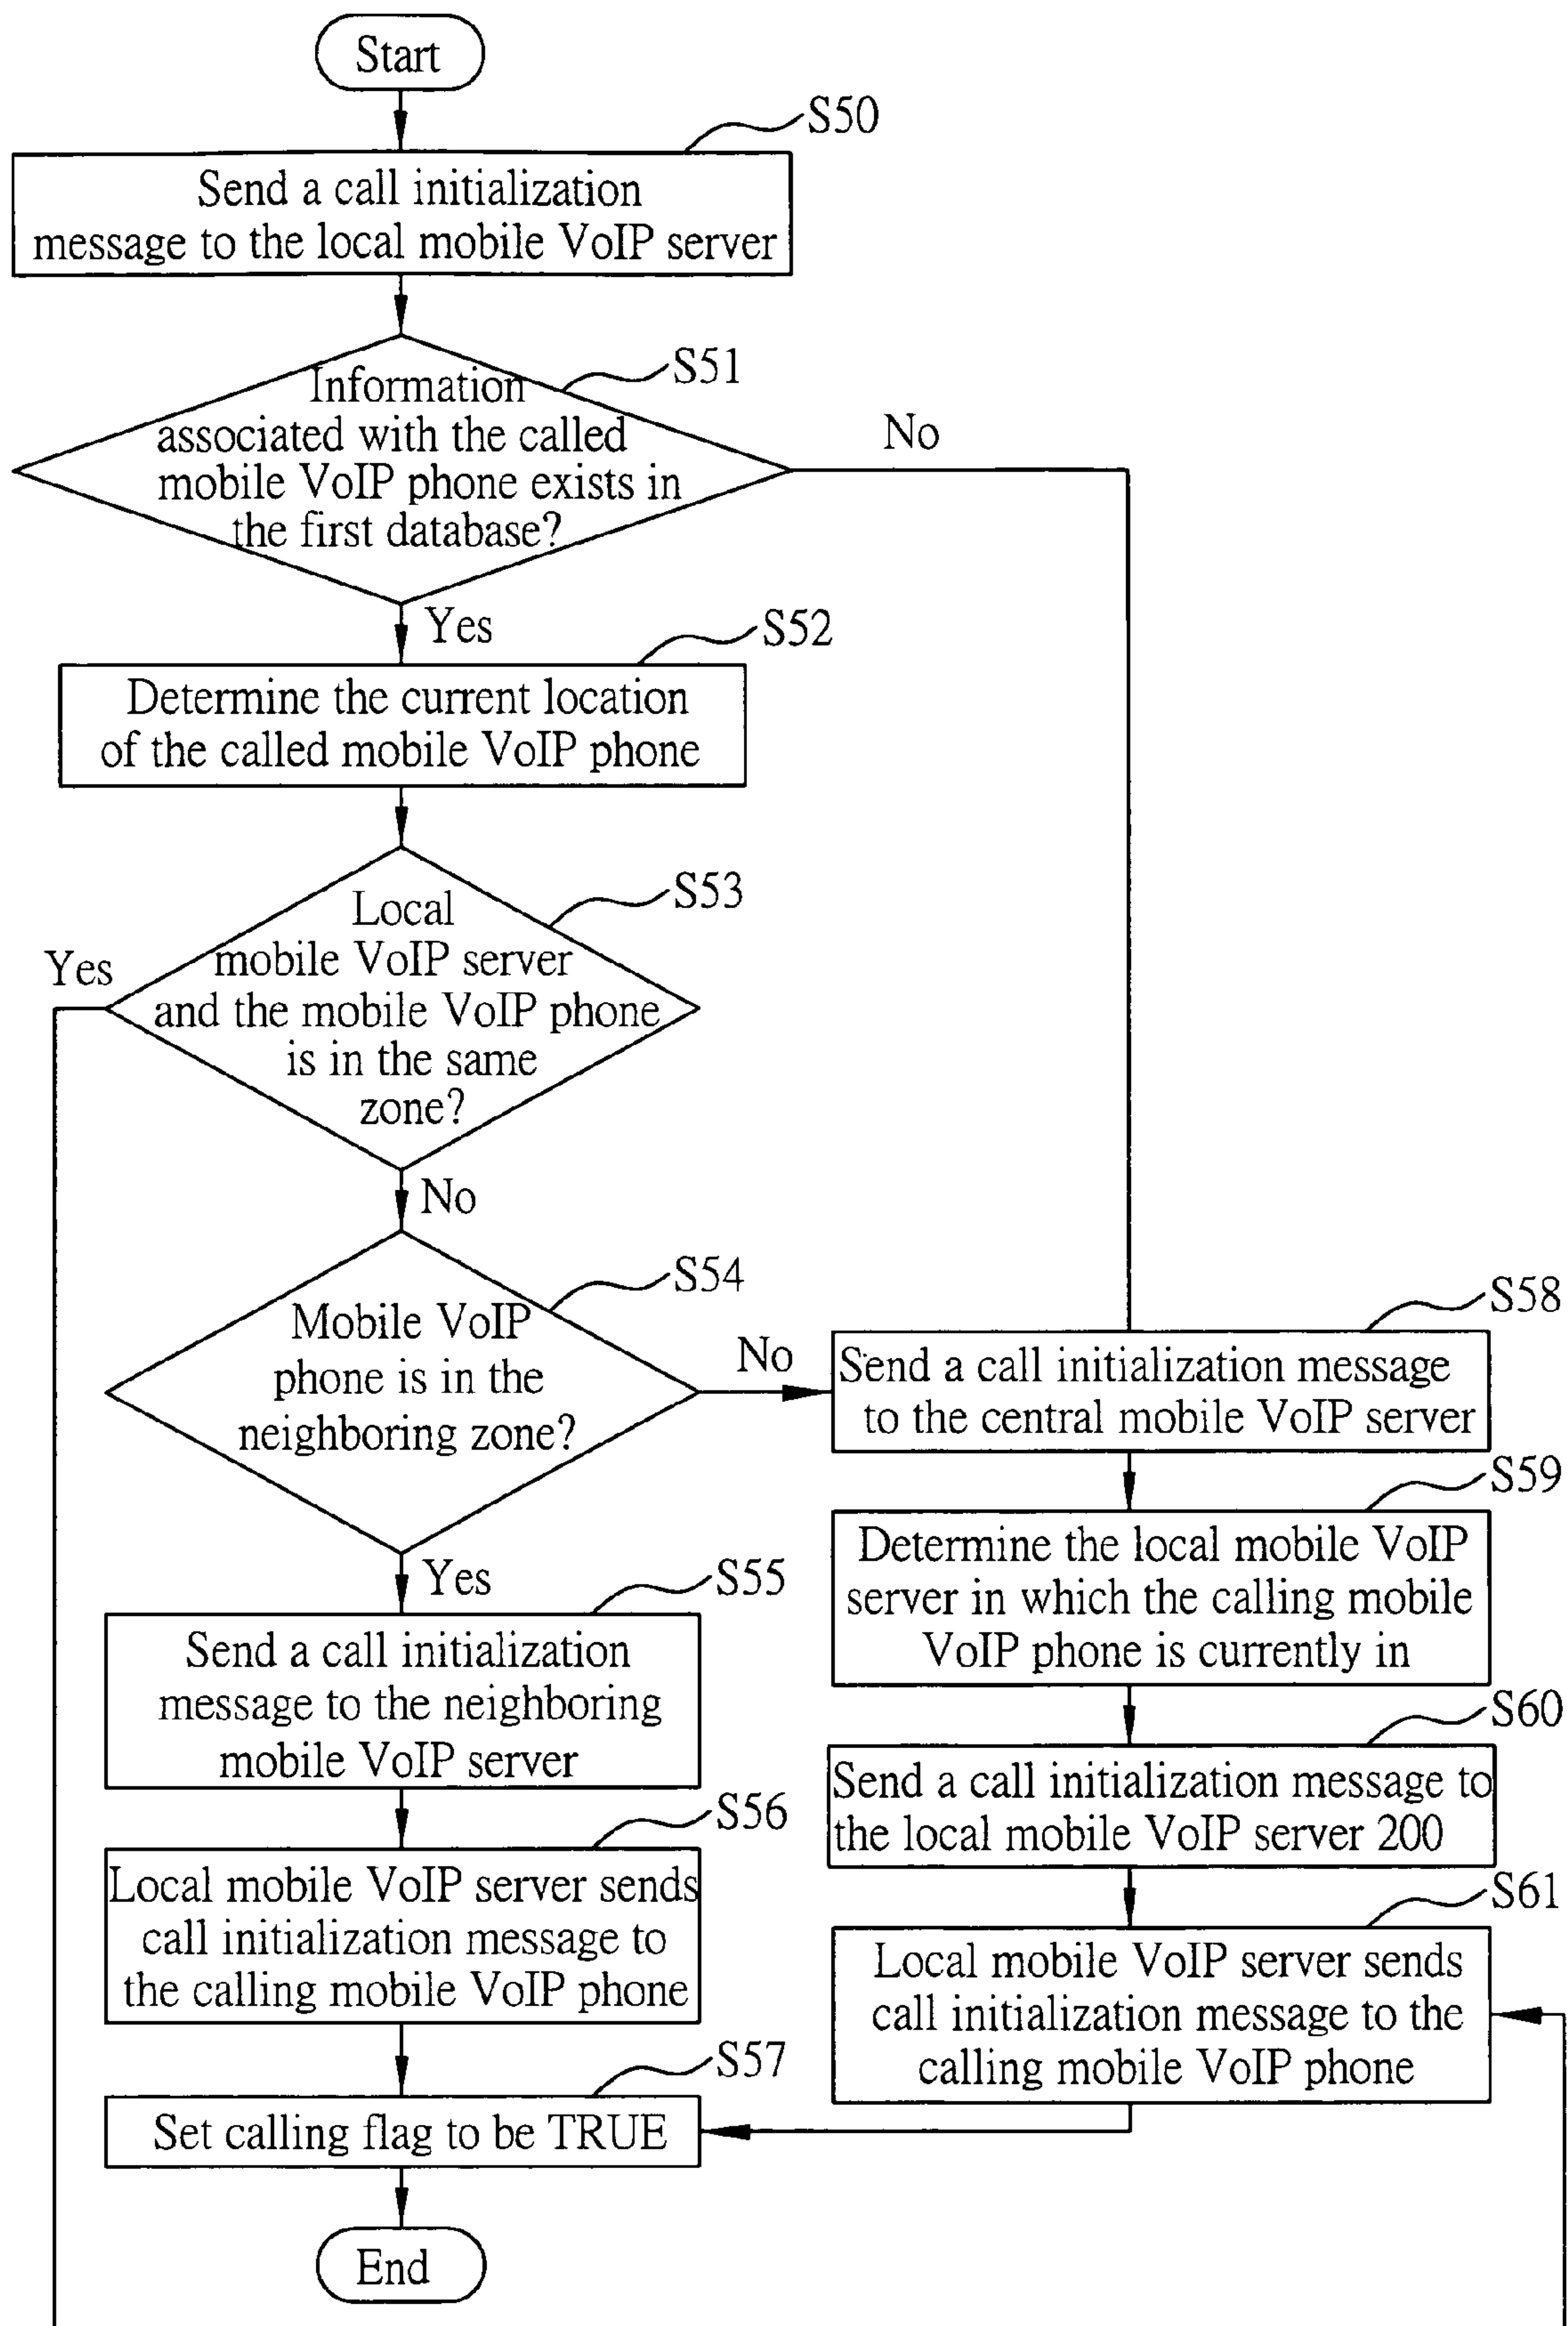 Start
S50
Send a call initialization
message to the local mobile VoIP server
S51
Information
associated with the called
mobile VoIP phone exists in
the first database?
No
Yes
S52
Determine the current location
of the called mobile VoIP phone
S53
Local
mobile VoIP server
and the mobile VoIP phone
is in the same
zone?
Yes
No
S54
Mobile VoIP
phone is in the
neighboring zone?
No
Yes
S55
Send a call initialization
message to the neighboring
mobile VoIP server
S56
Local mobile VoIP server sends
call initialization message to
the calling mobile VoIP phone
S57
Set calling flag to be TRUE
End
S58
Send a call initialization message
to the central mobile VoIP server
S59
Determine the local mobile VoIP
server in which the calling mobile
VoIP phone is currently in
S60
Send a call initialization message to
the local mobile VoIP server 200
S61
Local mobile VoIP server sends
call initialization message to the
calling mobile VoIP phone